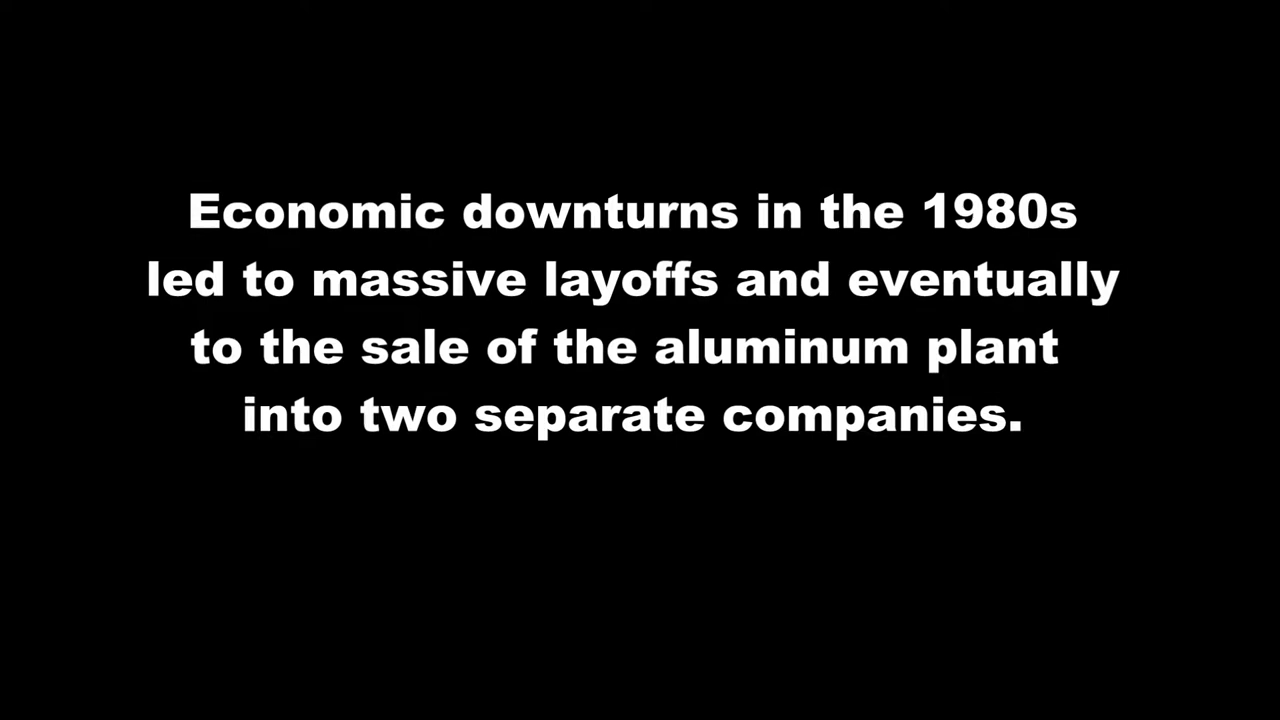 Economic downturns in the 1980s
led to massive layoffs and eventually
to the sale of the aluminum plant
into two separate companies.